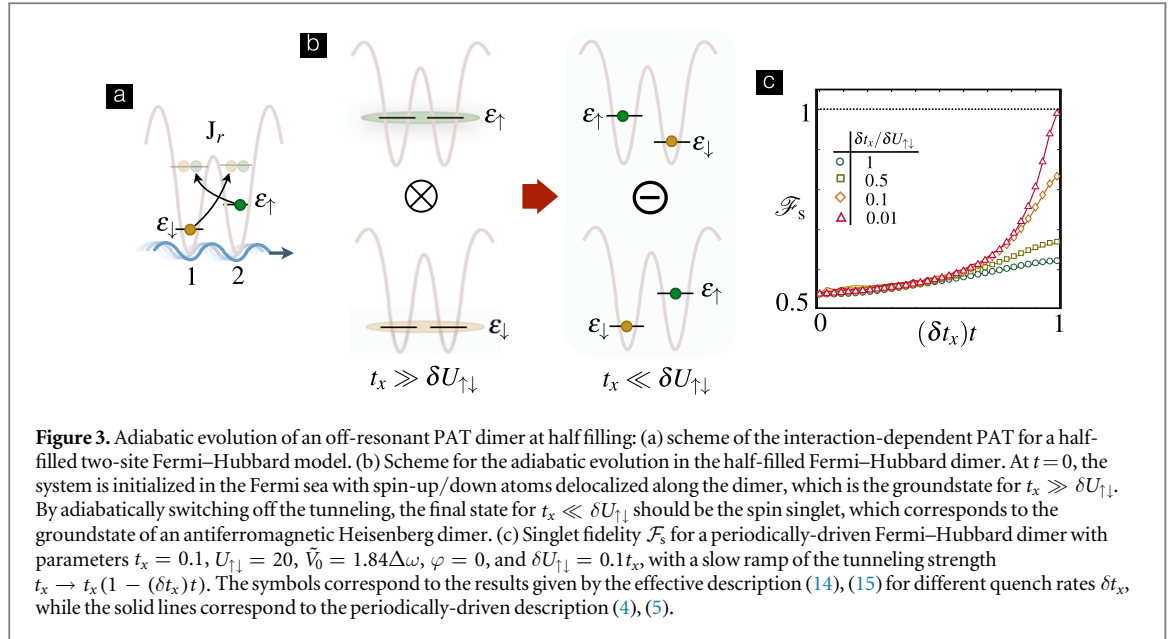 a
J_r
ε↓
ε↑
1
2
b
ε↑
⊗
ε↓
t_x ≫ δU↑↓
ε↑
ε↓
⊖
ε↓
ε↑
t_x ≪ δU↑↓
c
1
δt_x/δU↑↓
1
0.5
0.1
0.01
ℱ_s
0.5
0
(δt_x)t
1
Figure 3. Adiabatic evolution of an off-resonant PAT dimer at half filling: (a) scheme of the interaction-dependent PAT for a half-
filled two-site Fermi–Hubbard model. (b) Scheme for the adiabatic evolution in the half-filled Fermi–Hubbard dimer. At t = 0, the
system is initialized in the Fermi sea with spin-up/down atoms delocalized along the dimer, which is the groundstate for t_x ≫ δU↑↓.
By adiabatically switching off the tunneling, the final state for t_x ≪ δU↑↓ should be the spin singlet, which corresponds to the
groundstate of an antiferromagnetic Heisenberg dimer. (c) Singlet fidelity ℱ_s for a periodically-driven Fermi–Hubbard dimer with
parameters t_x = 0.1, U↑↓ = 20, Ṽ_0 = 1.84Δω, φ = 0, and δU↑↓ = 0.1t_x, with a slow ramp of the tunneling strength
t_x → t_x(1 − (δt_x)t). The symbols correspond to the results given by the effective description (14), (15) for different quench rates δt_x,
while the solid lines correspond to the periodically-driven description (4), (5).